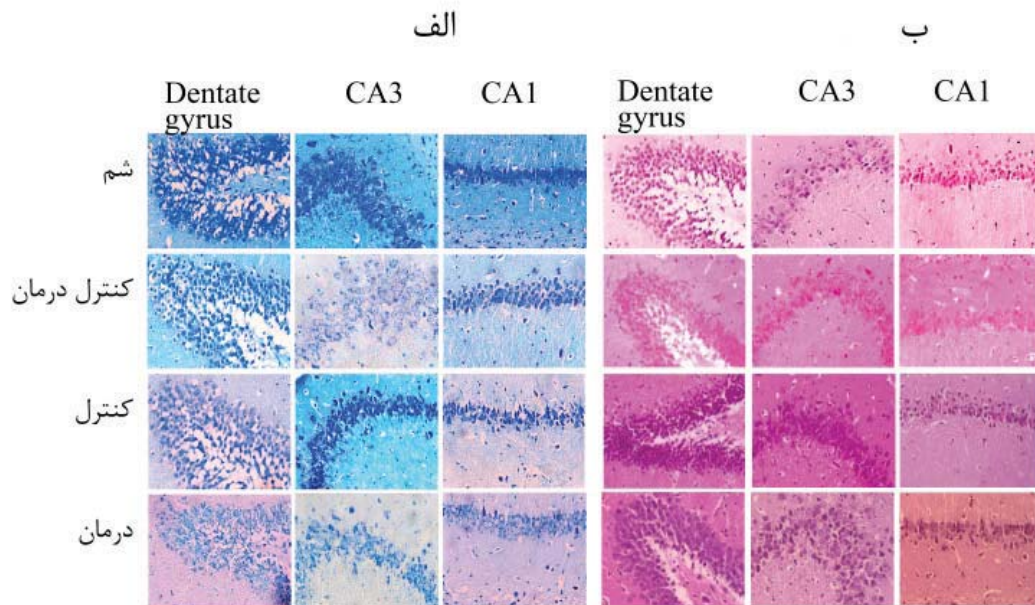 الف
ب
Dentate gyrus
CA3
CA1
Dentate gyrus
CA3
CA1
شم
کنترل درمان
کنترل
درمان